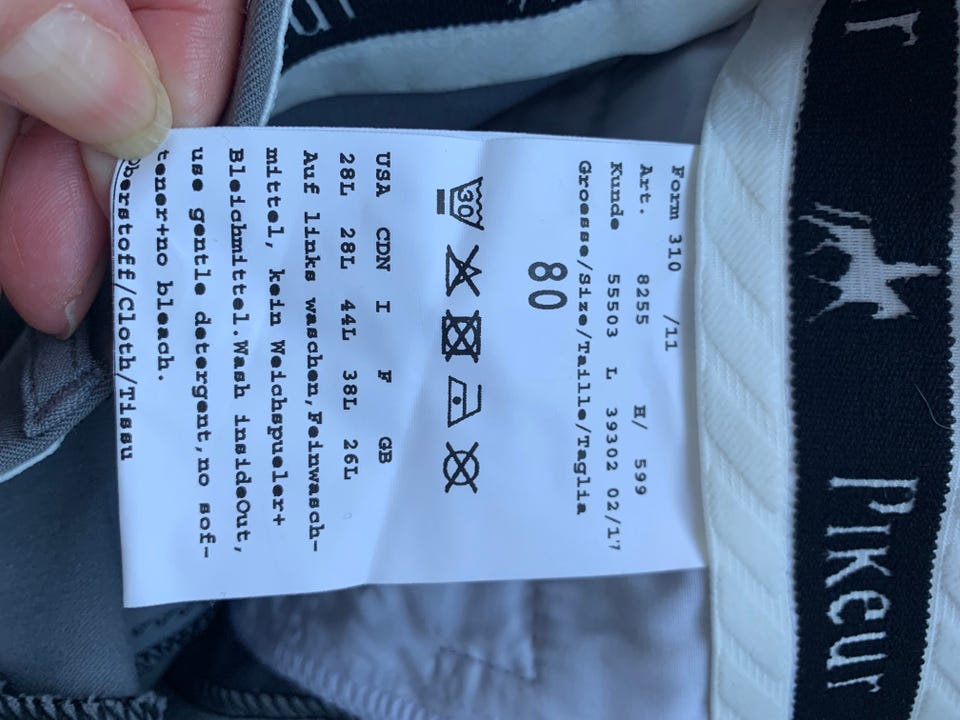 Pikeur
Form 310 /11
Art. 8255 H/ 599
Kunde 55503 L 39302 02/17
Groesse/Size/Taille/Taglia
80
30
USA CDN I F GB
28L 28L 44L 38L 26L
Auf links waschen,Feinwasch-
mittel, kein Weichspueler+
Bleichmittel.Wash insideOut,
use gentle detergent,no sof-
tener+no bleach.
Oberstoff/Cloth/Tissu